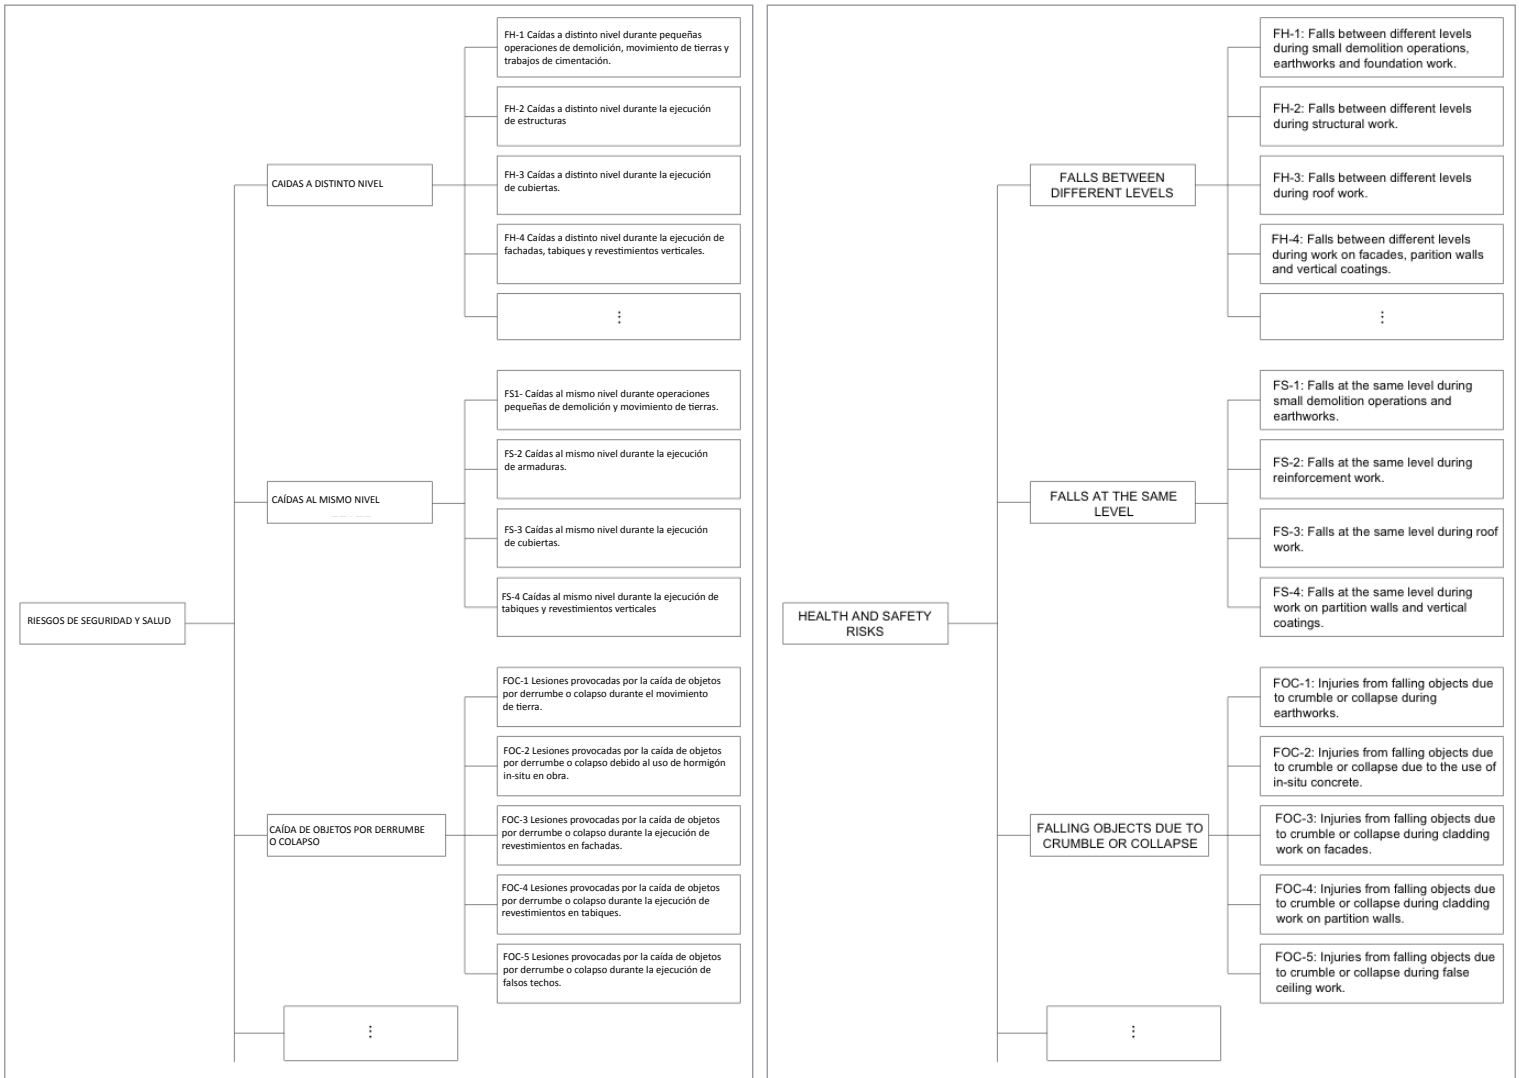 FH-1 Caídas a distinto nivel durante pequeñas
operaciones de demolición, movimiento de tierras y
trabajos de cimentación.
FH-2 Caídas a distinto nivel durante la ejecución
de estructuras
CAIDAS A DISTINTO NIVEL
FH-3 Caídas a distinto nivel durante la ejecución
de cubiertas.
FH-4 Caídas a distinto nivel durante la ejecución de
fachadas, tabiques y revestimientos verticales.
⋮
FS1- Caídas al mismo nivel durante operaciones
pequeñas de demolición y movimiento de tierras.
FS-2 Caídas al mismo nivel durante la ejecución
de armaduras.
CAÍDAS AL MISMO NIVEL
FS-3 Caídas al mismo nivel durante la ejecución
de cubiertas.
FS-4 Caídas al mismo nivel durante la ejecución de
tabiques y revestimientos verticales
RIESGOS DE SEGURIDAD Y SALUD
FOC-1 Lesiones provocadas por la caída de objetos
por derrumbe o colapso durante el movimiento
de tierra.
FOC-2 Lesiones provocadas por la caída de objetos
por derrumbe o colapso debido al uso de hormigón
in-situ en obra.
CAÍDA DE OBJETOS POR DERRUMBE
O COLAPSO
FOC-3 Lesiones provocadas por la caída de objetos
por derrumbe o colapso durante la ejecución de
revestimientos en fachadas.
FOC-4 Lesiones provocadas por la caída de objetos
por derrumbe o colapso durante la ejecución de
revestimientos en tabiques.
FOC-5 Lesiones provocadas por la caída de objetos
por derrumbe o colapso durante la ejecución de
falsos techos.
⋮
FH-1: Falls between different levels
during small demolition operations,
earthworks and foundation work.
FH-2: Falls between different levels
during structural work.
FALLS BETWEEN
DIFFERENT LEVELS
FH-3: Falls between different levels
during roof work.
FH-4: Falls between different levels
during work on facades, parition walls
and vertical coatings.
⋮
FS-1: Falls at the same level during
small demolition operations and
earthworks.
FS-2: Falls at the same level during
reinforcement work.
FALLS AT THE SAME
LEVEL
FS-3: Falls at the same level during roof
work.
FS-4: Falls at the same level during
work on partition walls and vertical
coatings.
HEALTH AND SAFETY
RISKS
FOC-1: Injuries from falling objects due
to crumble or collapse during
earthworks.
FOC-2: Injuries from falling objects due
to crumble or collapse due to the use of
in-situ concrete.
FALLING OBJECTS DUE TO
CRUMBLE OR COLLAPSE
FOC-3: Injuries from falling objects due
to crumble or collapse during cladding
work on facades.
FOC-4: Injuries from falling objects due
to crumble or collapse during cladding
work on partition walls.
FOC-5: Injuries from falling objects due
to crumble or collapse during false
ceiling work.
⋮